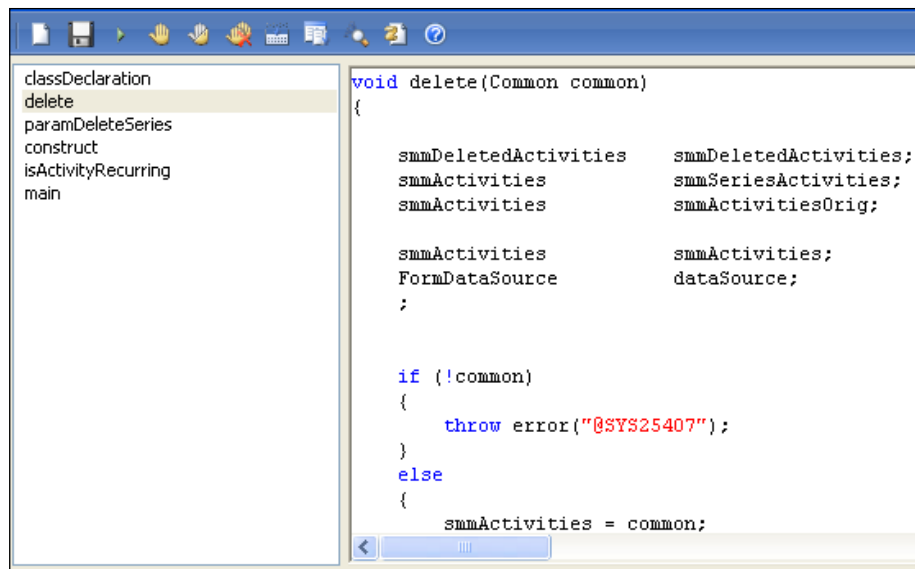 classDeclaration
delete
paramDeleteSeries
construct
isActivityRecurring
main
void delete(Common common)
{
smmDeletedActivities smmDeletedActivities;
smmActivities smmSeriesActivities;
smmActivities smmActivitiesOrig;
smmActivities smmActivities;
FormDataSource dataSource;
;
if (!common)
{
throw error("@SYS25407");
}
else
{
smmActivities = common;